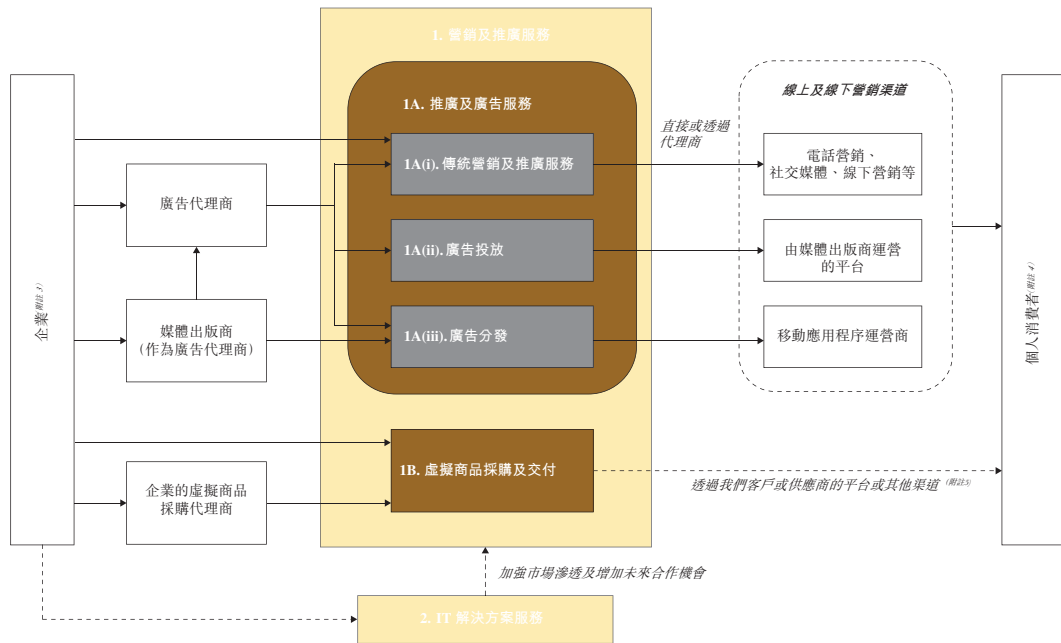 1. 營銷及推廣服務
1A. 推廣及廣告服務
線上及線下營銷渠道
直接或透過
代理商
1A(i). 傳統營銷及推廣服務
電話營銷、
社交媒體、線下營銷等
廣告代理商
1A(ii). 廣告投放
由媒體出版商運營
的平台
企業(附註3)
媒體出版商
(作為廣告代理商)
1A(iii). 廣告分發
移動應用程序運營商
個人消費者(附註4)
1B. 虛擬商品採購及交付
企業的虛擬商品
採購代理商
透過我們客戶或供應商的平台或其他渠道(附註5)
加強市場滲透及增加未來合作機會
2. IT 解決方案服務